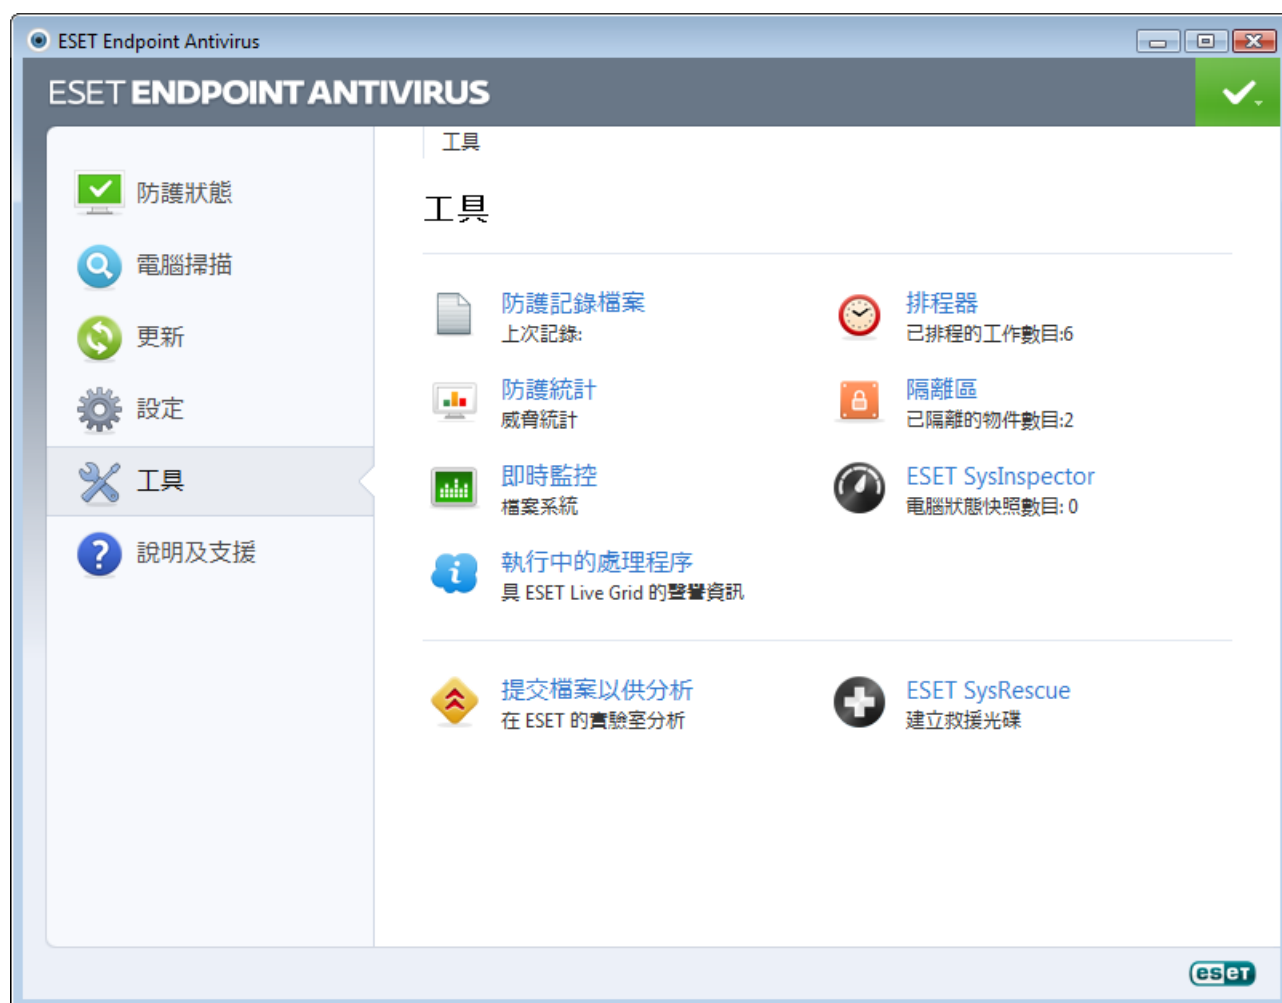 ESET Endpoint Antivirus
ESET ENDPOINT ANTIVIRUS
防護狀態
電腦掃描
更新
設定
工具
說明及支援
工具
工具
防護記錄檔案
上次記錄:
排程器
已排程的工作數目:6
防護統計
威脅統計
隔離區
已隔離的物件數目:2
即時監控
檔案系統
ESET SysInspector
電腦狀態快照數目: 0
執行中的處理程序
具 ESET Live Grid 的聲譽資訊
提交檔案以供分析
在 ESET 的實驗室分析
ESET SysRescue
建立救援光碟
eset